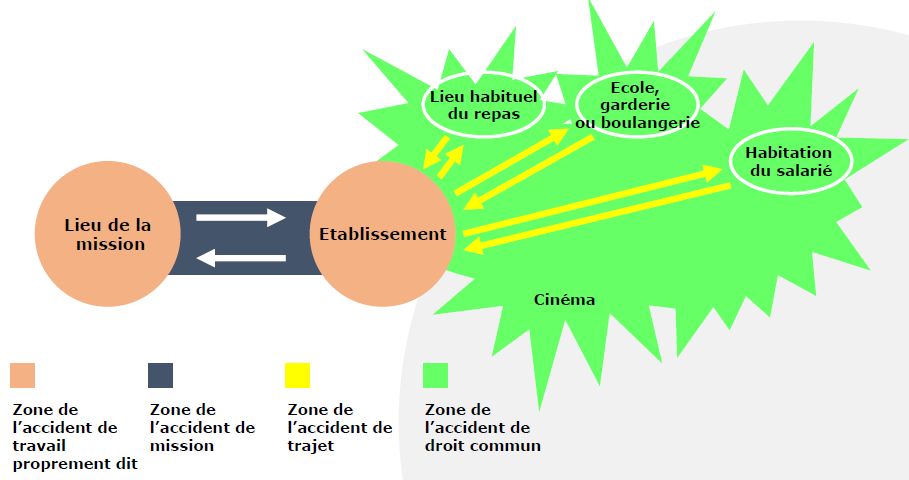 Lieu habituel
du repas
Ecole,
garderie
ou boulangerie
Habitation
du salarié
Lieu de la
mission
Etablissement
Cinéma
Zone de
l’accident de
travail
proprement dit
Zone de
l’accident de
mission
Zone de
l’accident de
trajet
Zone de
l’accident de
droit commun